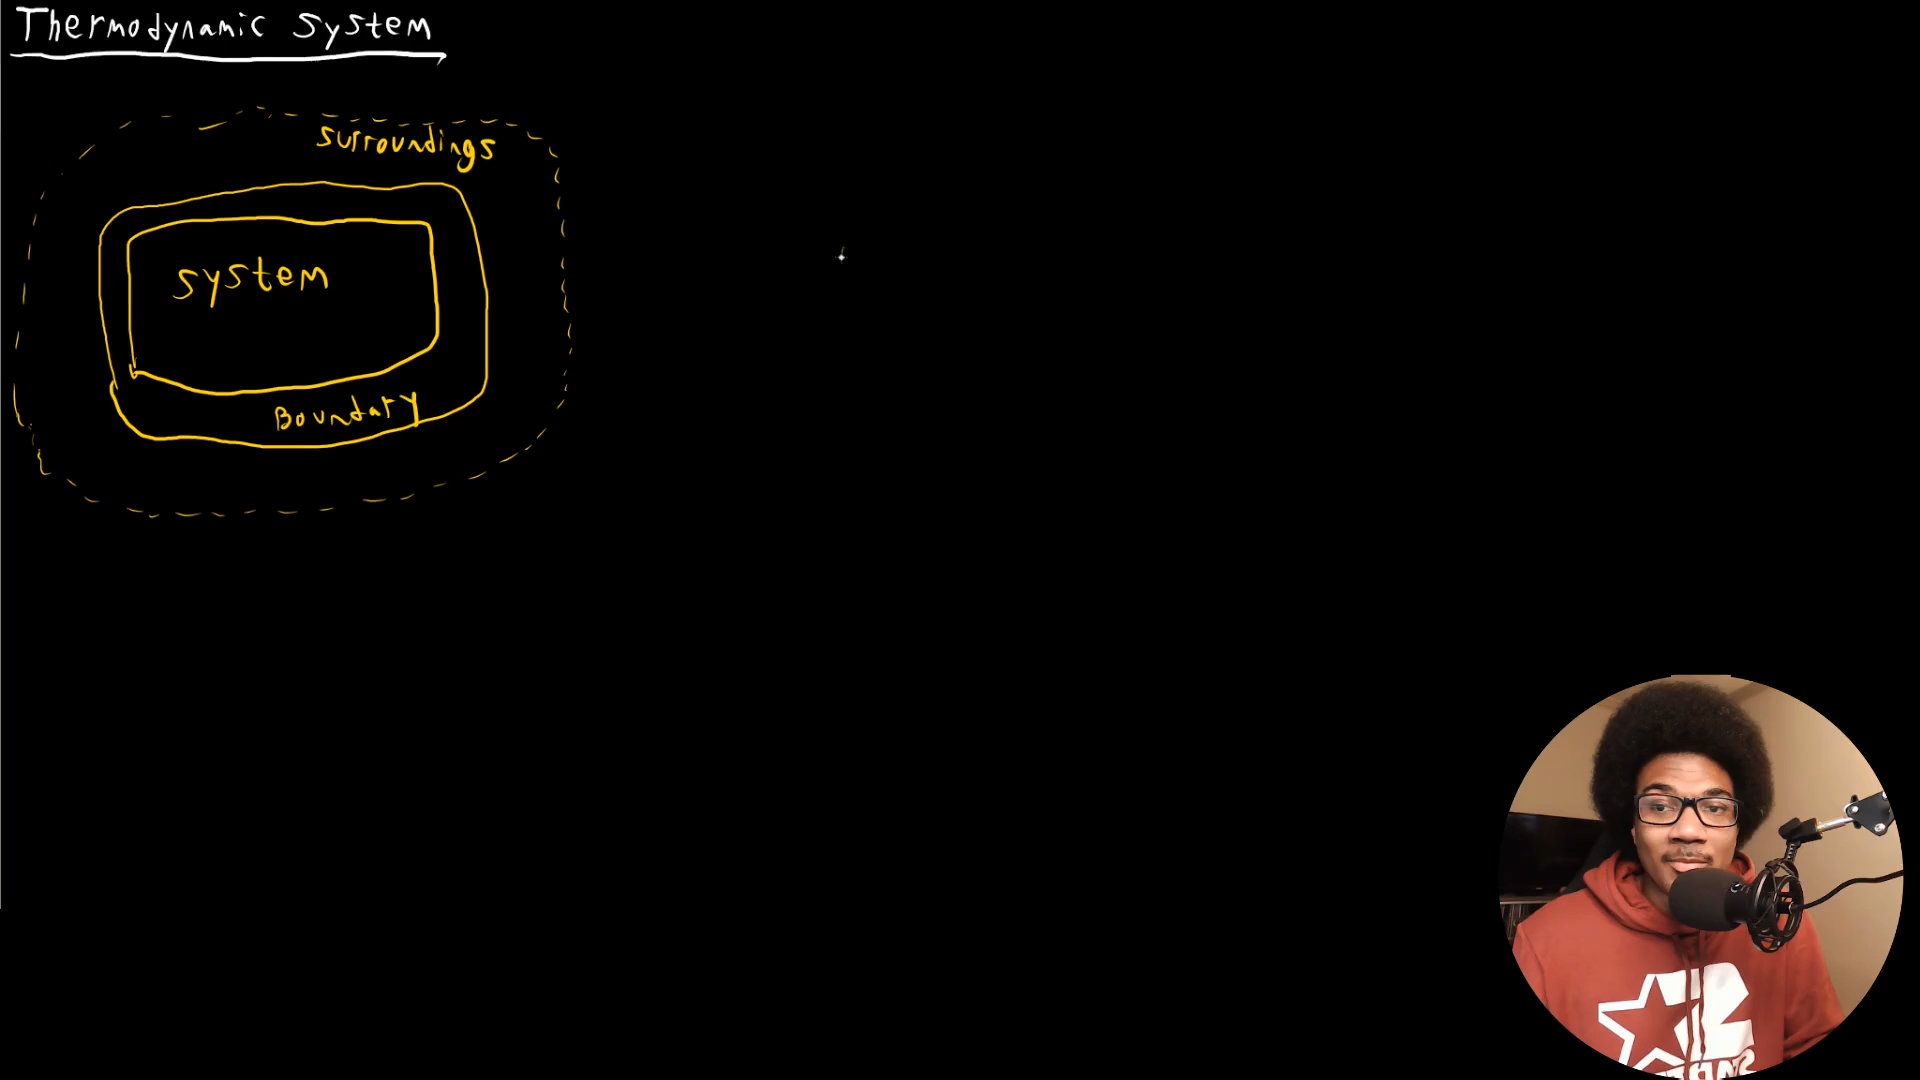 Thermodynamic System
surroundings
system
Boundary